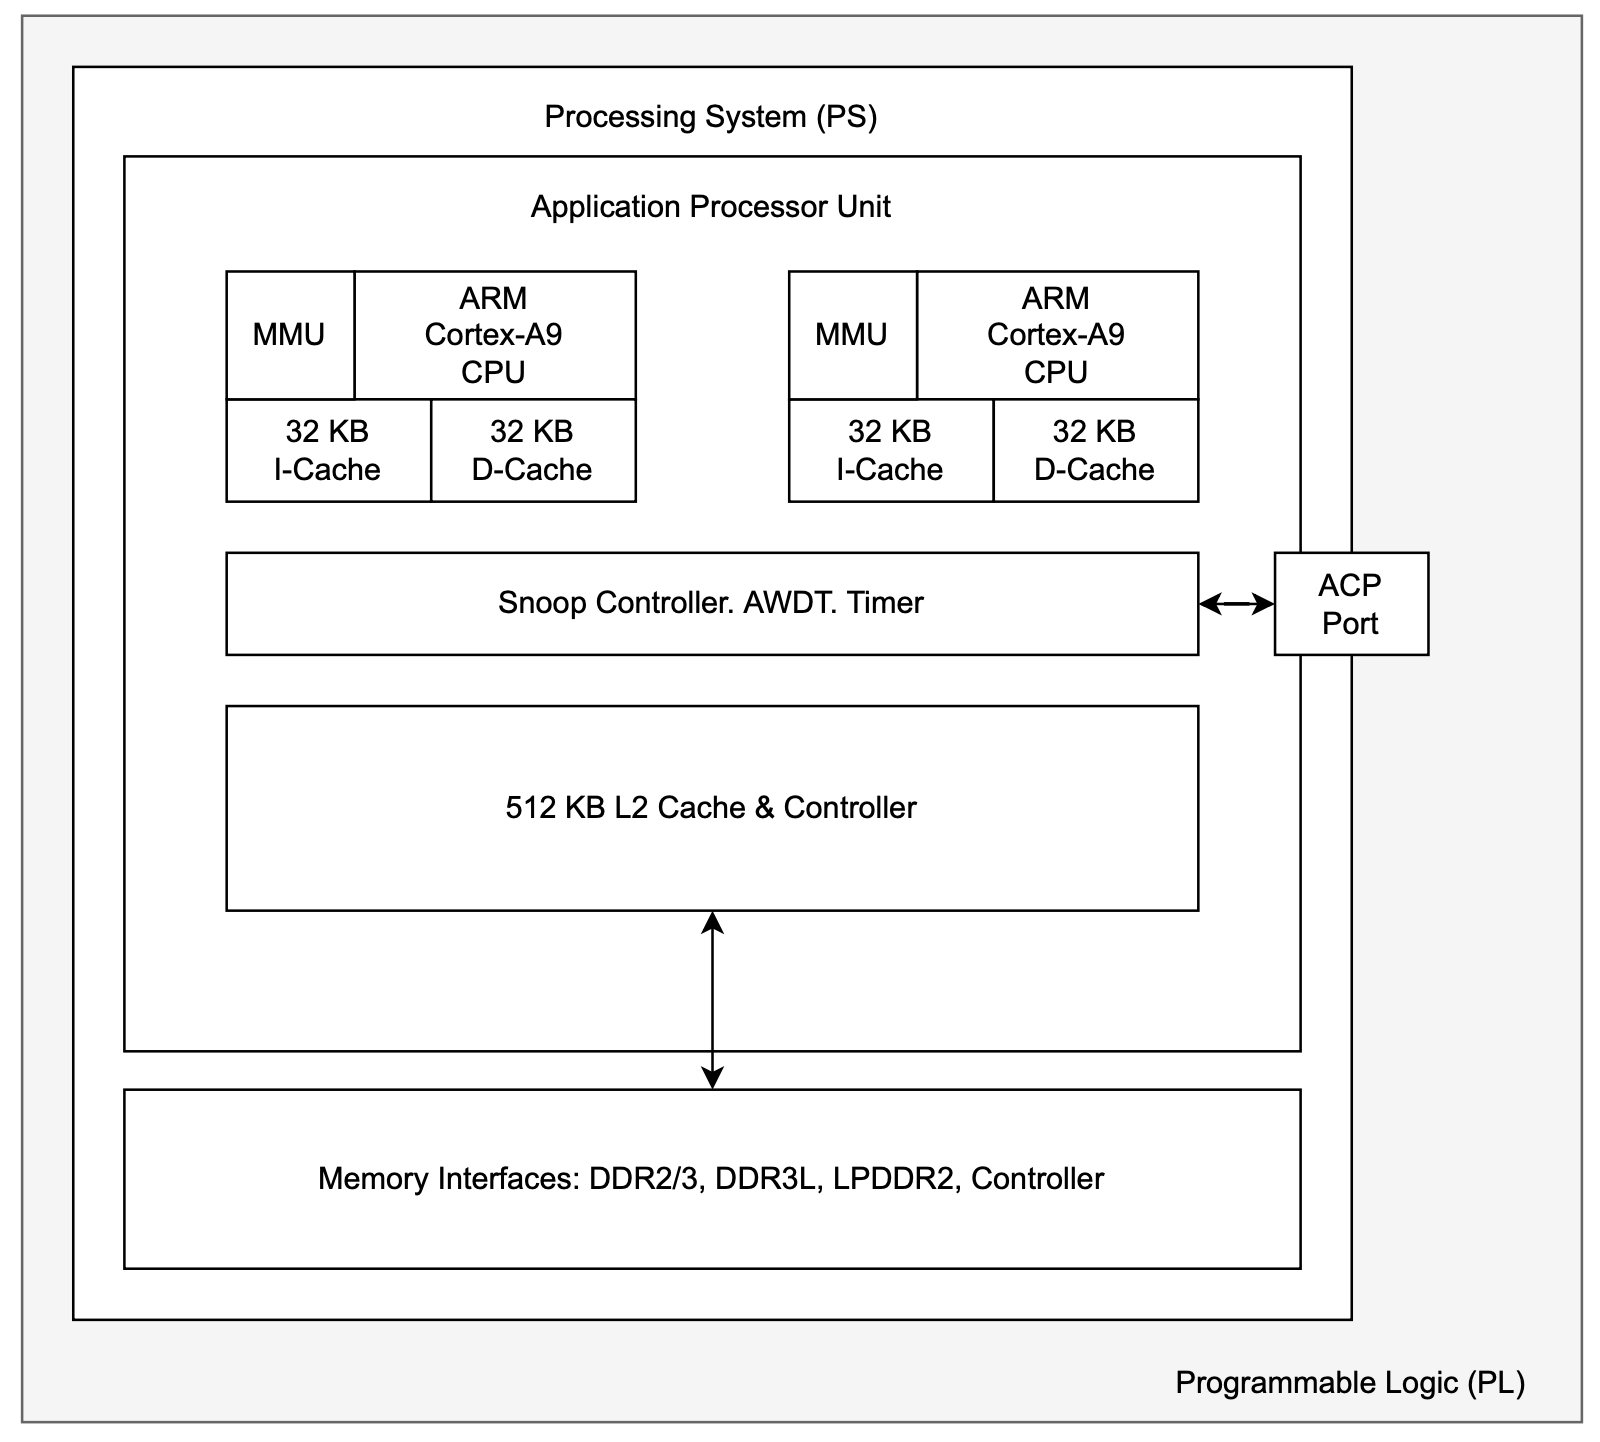 Processing System (PS)
Application Processor Unit
MMU
ARM
Cortex-A9
CPU
32 KB
I-Cache
32 KB
D-Cache
MMU
ARM
Cortex-A9
CPU
32 KB
I-Cache
32 KB
D-Cache
Snoop Controller. AWDT. Timer
ACP
Port
512 KB L2 Cache & Controller
Memory Interfaces: DDR2/3, DDR3L, LPDDR2, Controller
Programmable Logic (PL)